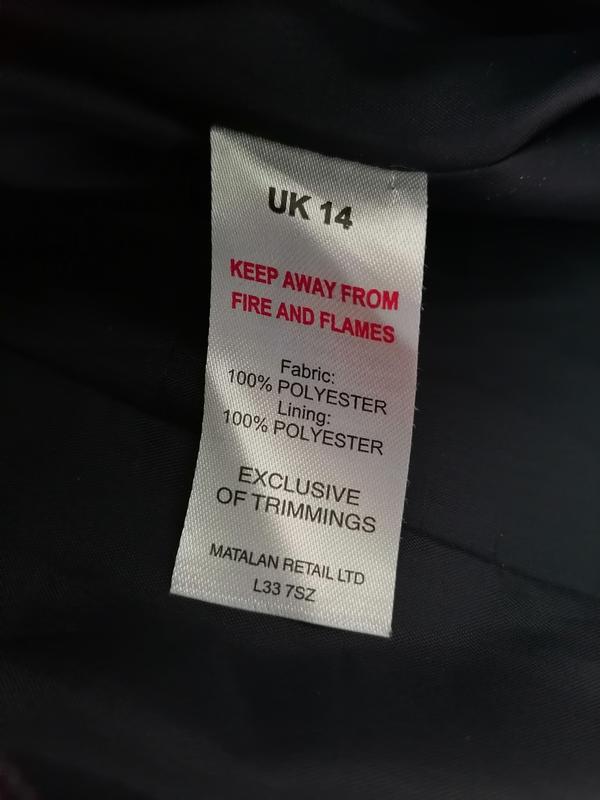 UK 14
KEEP AWAY FROM
FIRE AND FLAMES
Fabric:
100% POLYESTER
Lining:
100% POLYESTER
EXCLUSIVE
OF TRIMMINGS
MATALAN RETAIL LTD
L33 7SZ